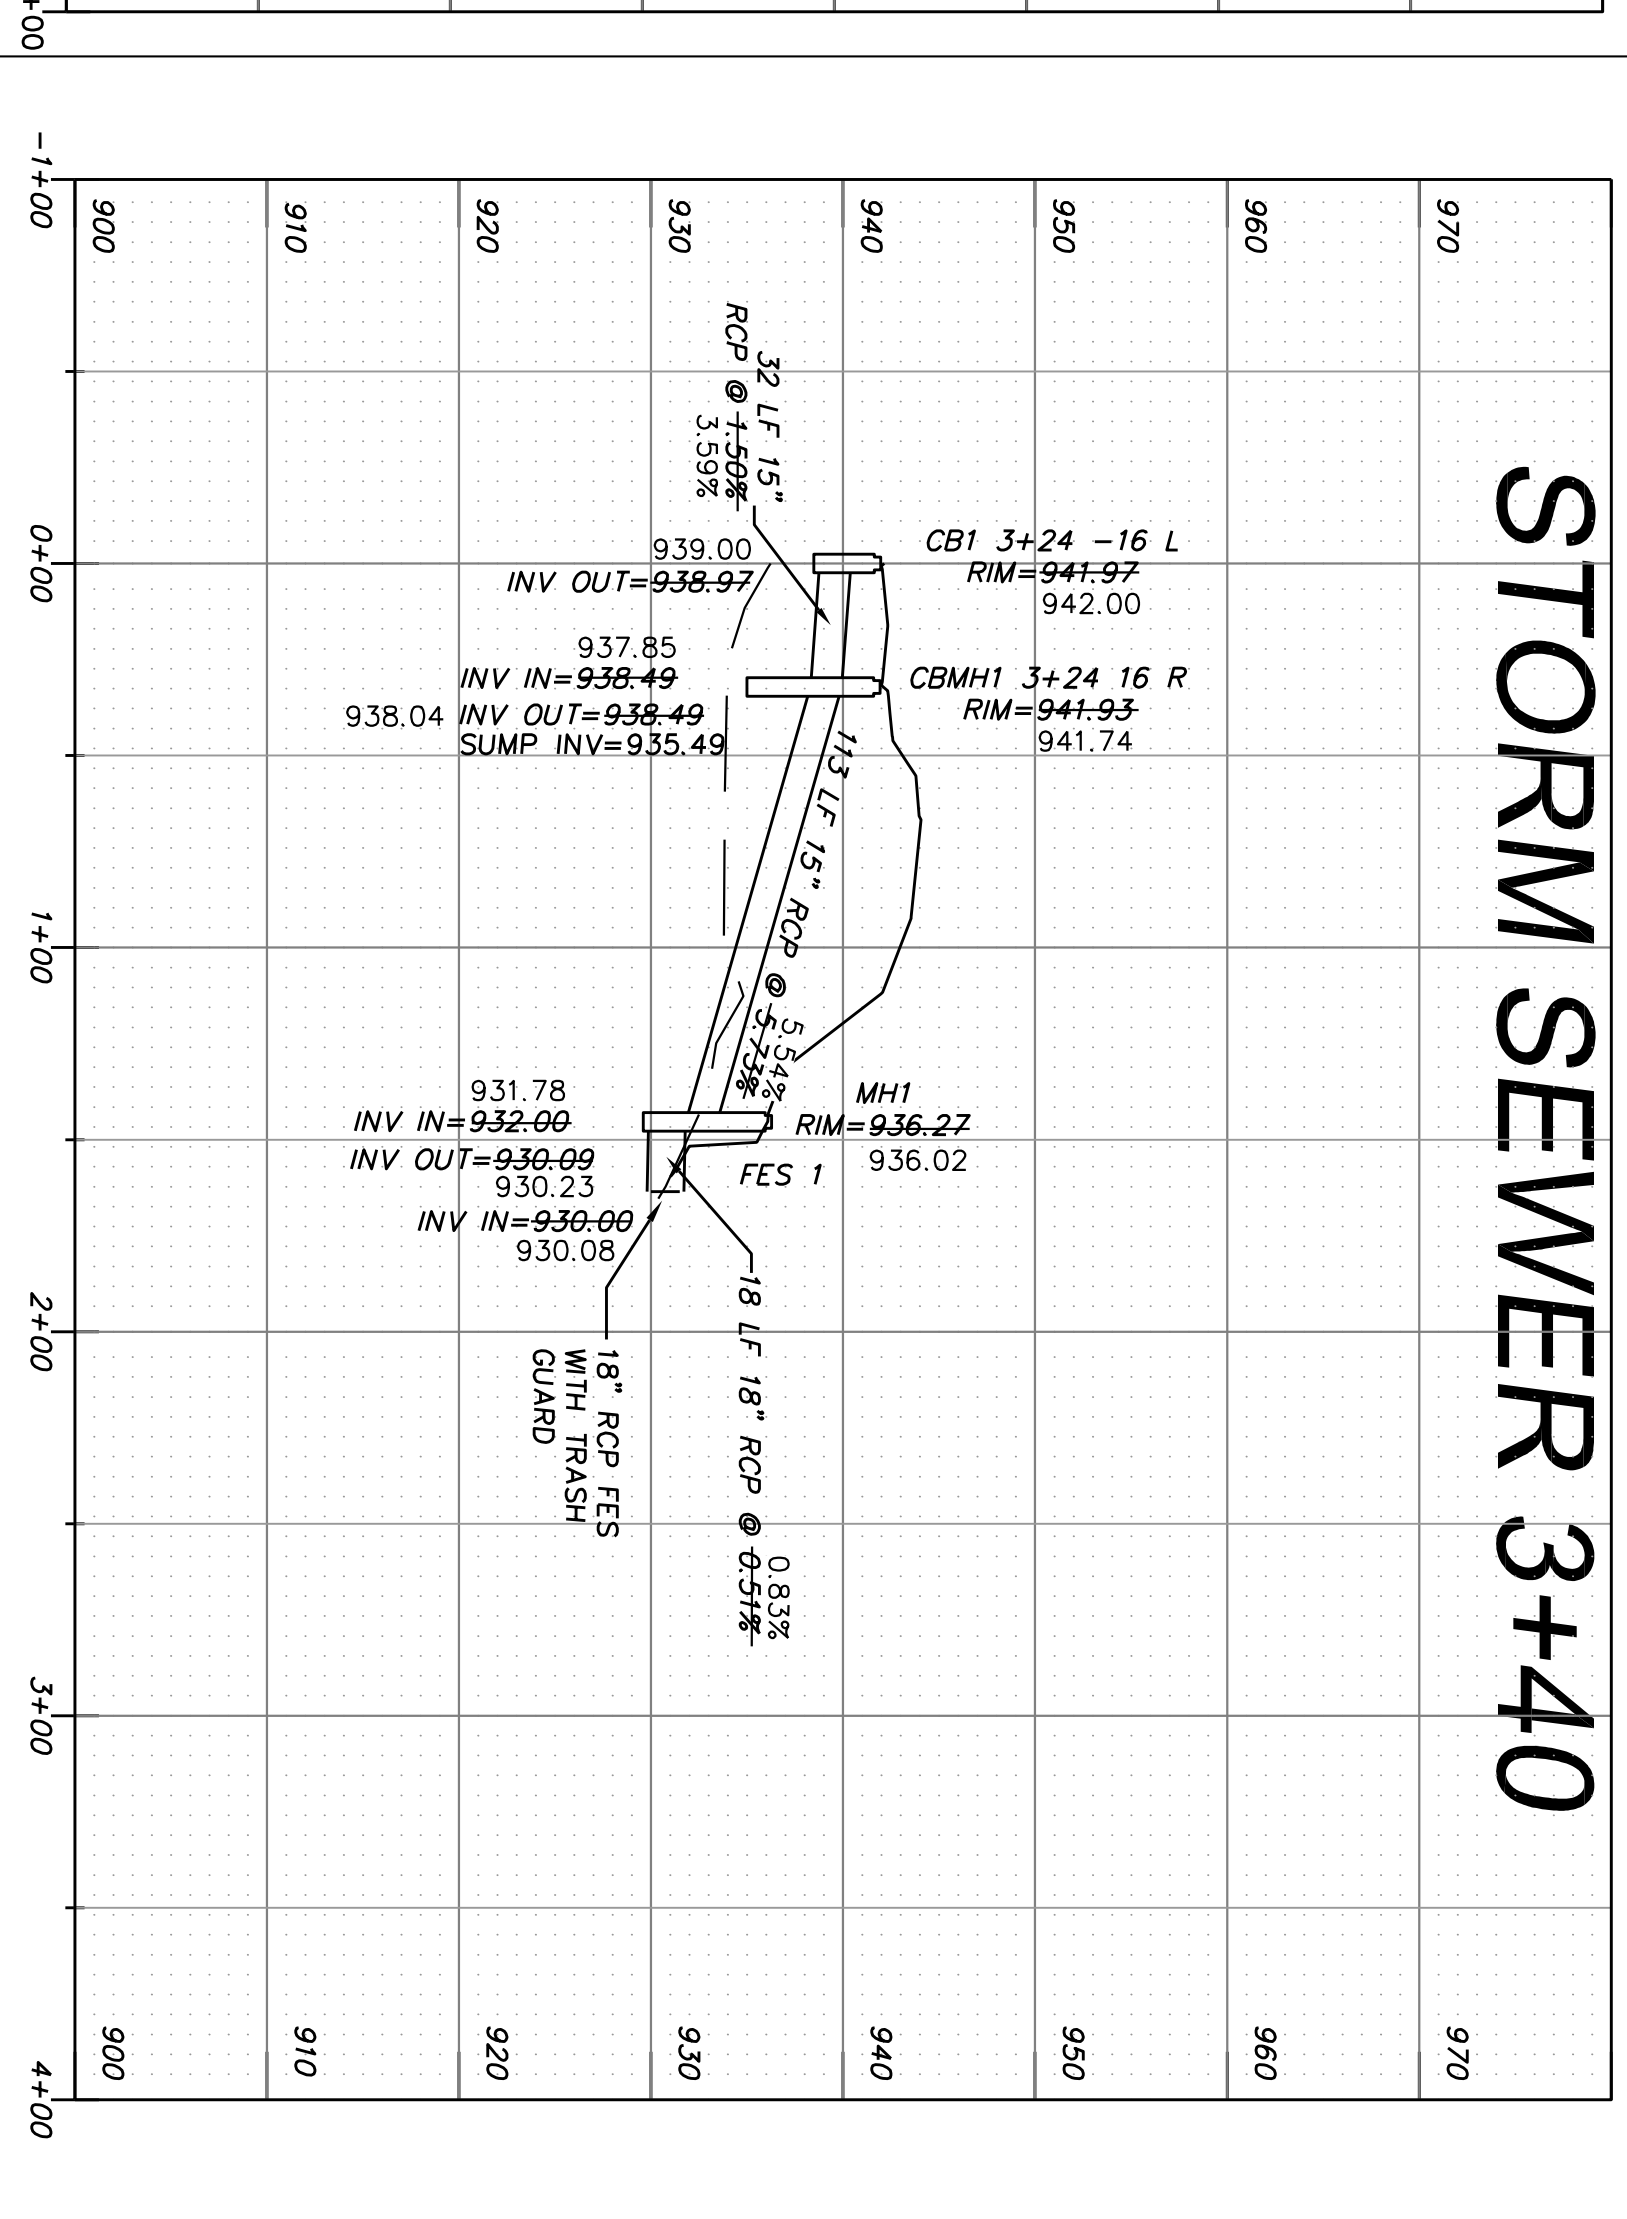 +00
STORM SEWER 3+40
970
960
950
940
930
920
910
900
-1+00
0+00
1+00
2+00
3+00
4+00
970
960
950
940
930
920
910
900
32 LF 15"
RCP @ 1.50%
3.59%
CB1 3+24 -16 L
RIM=941.97
942.00
939.00
INV OUT=938.97
CBMH1 3+24 16 R
RIM=941.93
941.74
937.85
INV IN=938.49
938.04 INV OUT=938.49
SUMP INV=935.49
5.54%
113 LF 15" RCP @ 5.73%
MH1
RIM=936.27
936.02
931.78
INV IN=932.00
INV OUT=930.09
930.23
FES 1
INV IN=930.00
930.08
0.83%
18 LF 18" RCP @ 0.51%
18" RCP FES
WITH TRASH
GUARD